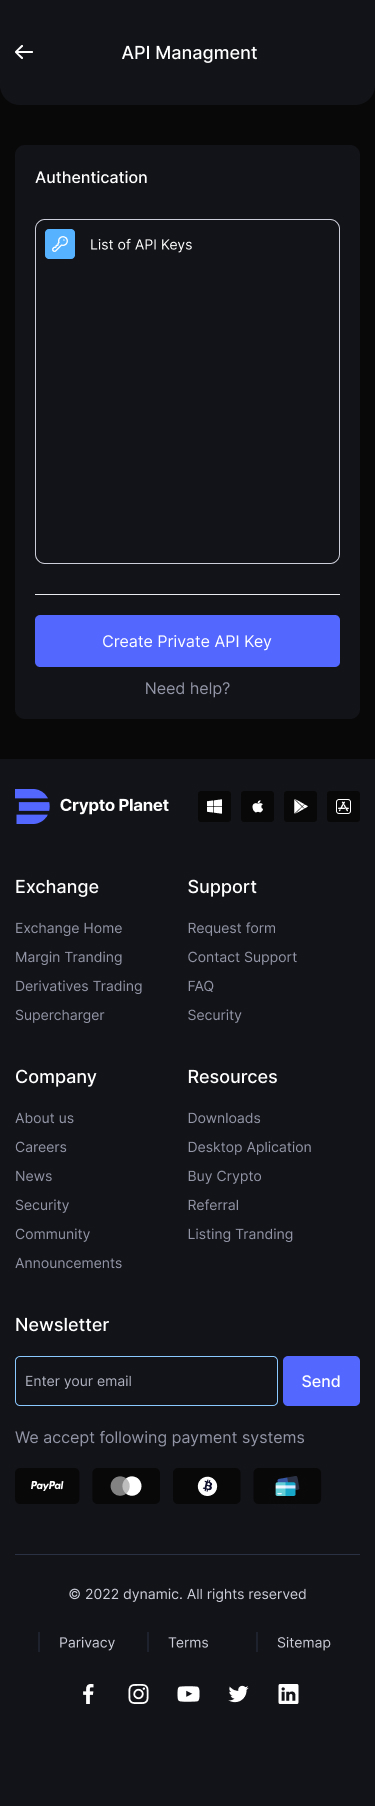 API Managment
Authentication
List of API Keys
Create Private API Key
Need help?
Crypto Planet
Exchange
Exchange Home
Margin Tranding
Derivatives Trading
Supercharger
Support
Request form
Contact Support
FAQ
Security
Company
About us
Careers
News
Security
Community
Announcements
Resources
Downloads
Desktop Aplication
Buy Crypto
Referral
Listing Tranding
Newsletter
Enter your email
Send
We accept following payment systems
PayPal
© 2022 dynamic. All rights reserved
Parivacy
Terms
Sitemap